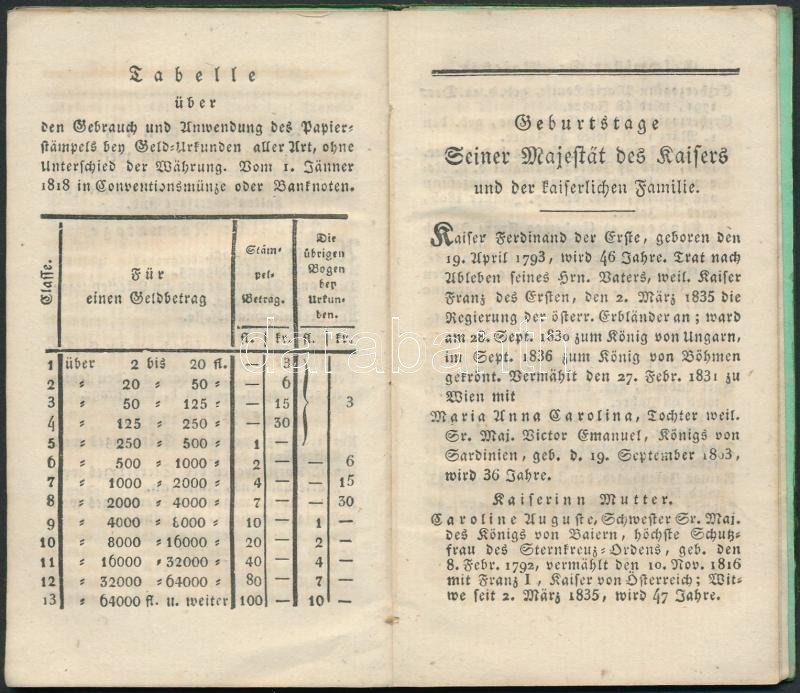 Tabelle
über
den Gebrauch und Anwendung des Papier-
stämpels bey Geld-Urkunden aller Art, ohne
Unterschied der Währung. Vom 1. Jänner
1818 in Conventionsmünze oder Banknoten.
Classe. | Für einen Geldbetrag | Stäm-pel-Betrag. | Die übrigen Bogen bey Urkun-den.
fl. | kr. | fl. | kr.
1 | über 2 bis 20 fl. | — | 3
2 | " 20 " 50 " | — | 6
3 | " 50 " 125 " | — | 15 | 3
4 | " 125 " 250 " | — | 30
5 | " 250 " 500 " | 1 | —
6 | " 500 " 1000 " | 2 | — | — | 6
7 | " 1000 " 2000 " | 4 | — | — | 15
8 | " 2000 " 4000 " | 7 | — | — | 30
9 | " 4000 " 8000 " | 10 | — | 1 | —
10 | " 8000 " 16000 " | 20 | — | 2 | —
11 | " 16000 " 32000 " | 40 | — | 4 | —
12 | " 32000 " 64000 " | 80 | — | 7 | —
13 | " 64000 fl. u. weiter | 100 | — | 10 | —
Geburtstage
Seiner Majestät des Kaisers
und der kaiserlichen Familie.
Kaiser Ferdinand der Erste, geboren den
19. April 1793, wird 46 Jahre. Trat nach
Ableben seines Hrn. Vaters, weil. Kaiser
Franz des Ersten, den 2. März 1835 die
Regierung der österr. Erbländer an; ward
am 28. Sept. 1830 zum König von Ungarn,
im Sept. 1836 zum König von Böhmen
gekrönt. Vermählt den 27. Febr. 1831 zu
Wien mit
Maria Anna Carolina, Tochter weil.
Sr. Maj. Victor Emanuel, Königs von
Sardinien, geb. d. 19. September 1803,
wird 36 Jahre.
Kaiserinn Mutter.
Caroline Auguste, Schwester Sr. Maj.
des Königs von Baiern, höchste Schutz-
frau des Sternkreuz-Ordens, geb. den
8. Febr. 1792, vermählt den 10. Nov. 1816
mit Franz I, Kaiser von Österreich; Wit-
we seit 2. März 1835, wird 47 Jahre.